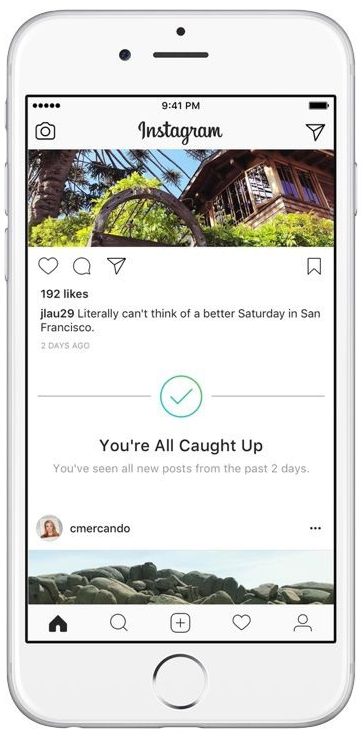 9:41 PM
Instagram
192 likes
jlau29 Literally can't think of a better Saturday in San
Francisco.
2 DAYS AGO
You're All Caught Up
You've seen all new posts from the past 2 days.
cmercando